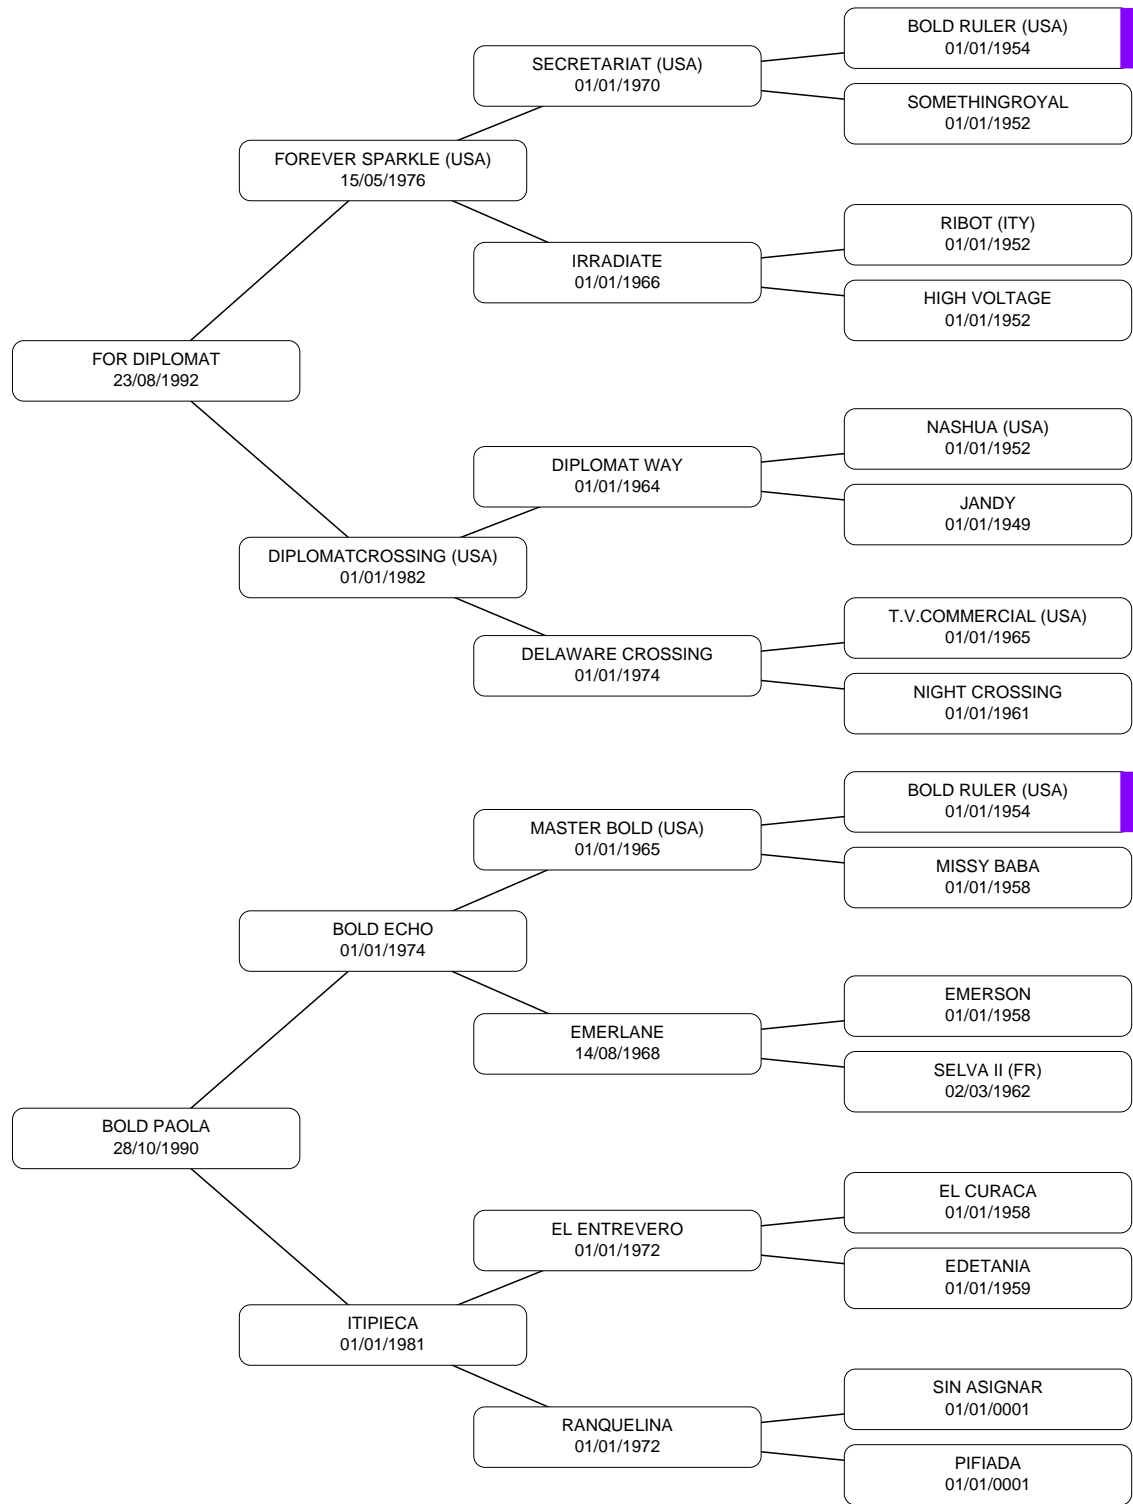 BOLD RULER (USA)
01/01/1954
SECRETARIAT (USA)
01/01/1970
SOMETHINGROYAL
01/01/1952
FOREVER SPARKLE (USA)
15/05/1976
RIBOT (ITY)
01/01/1952
IRRADIATE
01/01/1966
HIGH VOLTAGE
01/01/1952
FOR DIPLOMAT
23/08/1992
NASHUA (USA)
01/01/1952
DIPLOMAT WAY
01/01/1964
JANDY
01/01/1949
DIPLOMATCROSSING (USA)
01/01/1982
T.V.COMMERCIAL (USA)
01/01/1965
DELAWARE CROSSING
01/01/1974
NIGHT CROSSING
01/01/1961
BOLD RULER (USA)
01/01/1954
MASTER BOLD (USA)
01/01/1965
MISSY BABA
01/01/1958
BOLD ECHO
01/01/1974
EMERSON
01/01/1958
EMERLANE
14/08/1968
SELVA II (FR)
02/03/1962
BOLD PAOLA
28/10/1990
EL CURACA
01/01/1958
EL ENTREVERO
01/01/1972
EDETANIA
01/01/1959
ITIPIECA
01/01/1981
SIN ASIGNAR
01/01/0001
RANQUELINA
01/01/1972
PIFIADA
01/01/0001